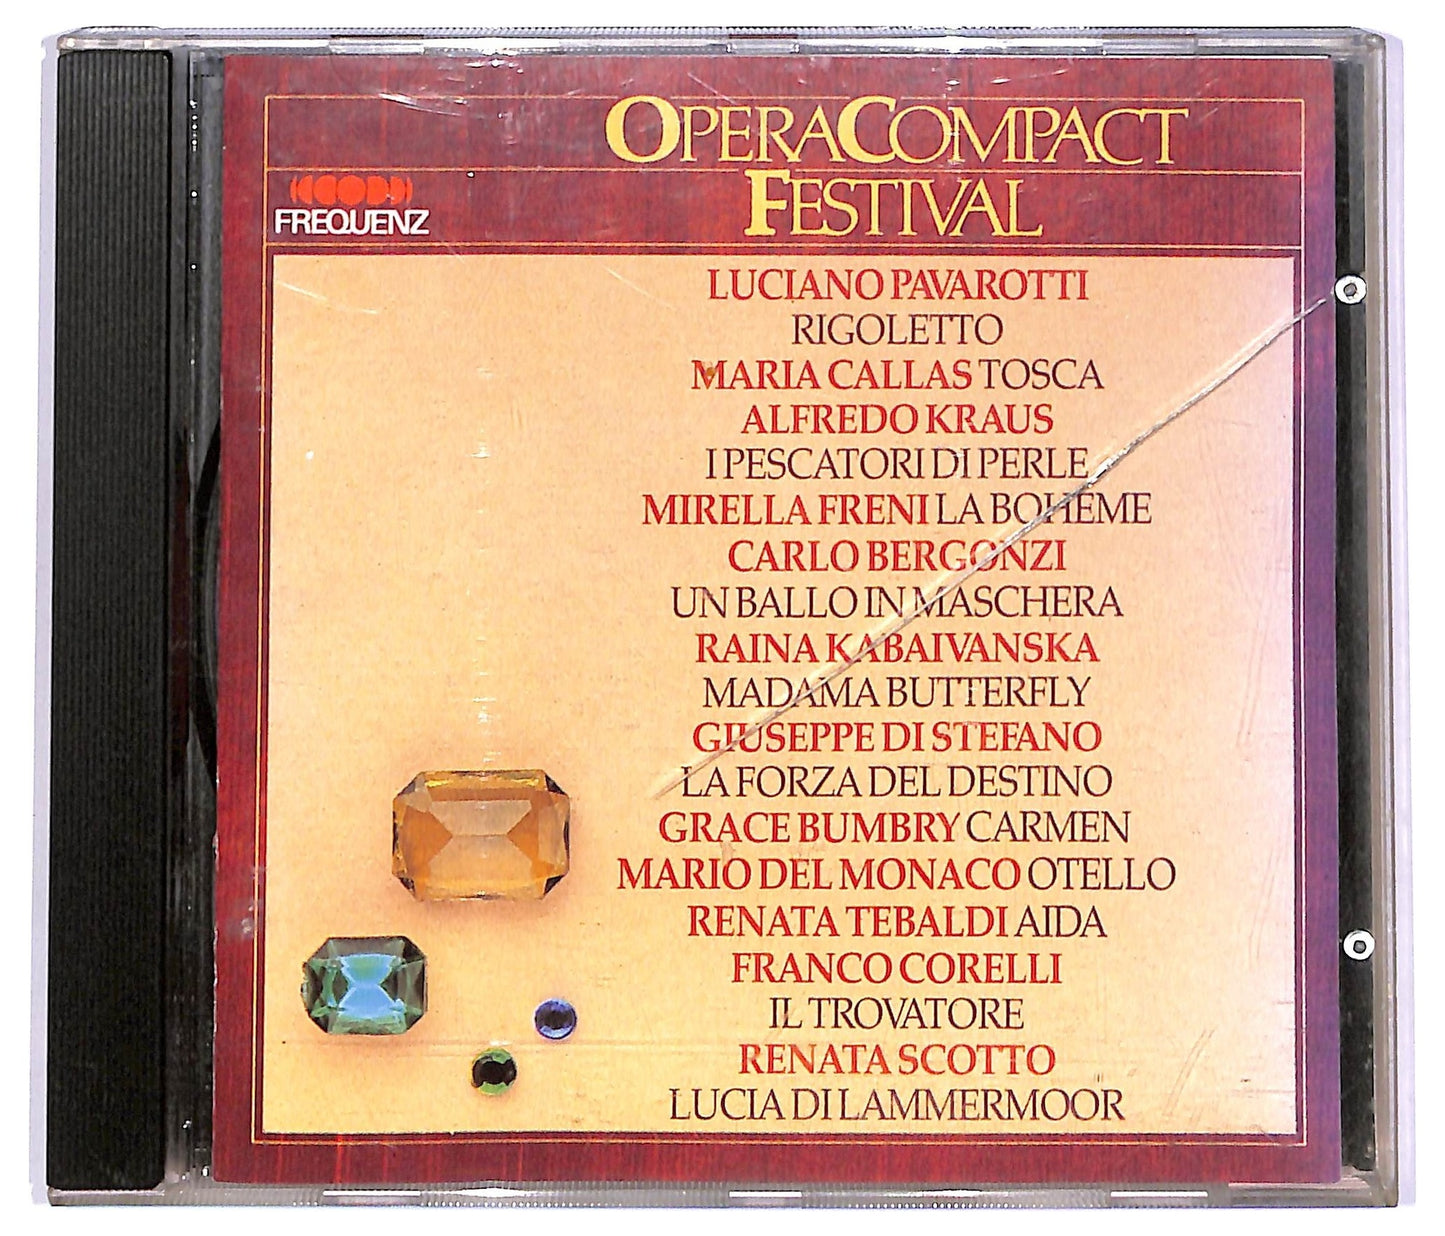 OPERACOMPACT
FESTIVAL
FREQUENZ
LUCIANO PAVAROTTI
RIGOLETTO
MARIA CALLAS TOSCA
ALFREDO KRAUS
I PESCATORI DI PERLE
MIRELLA FRENI LA BOHÈME
CARLO BERGONZI
UN BALLO IN MASCHERA
RAINA KABAIVANSKA
MADAMA BUTTERFLY
GIUSEPPE DI STEFANO
LA FORZA DEL DESTINO
GRACE BUMBRY CARMEN
MARIO DEL MONACO OTELLO
RENATA TEBALDI AIDA
FRANCO CORELLI
IL TROVATORE
RENATA SCOTTO
LUCIA DI LAMMERMOOR